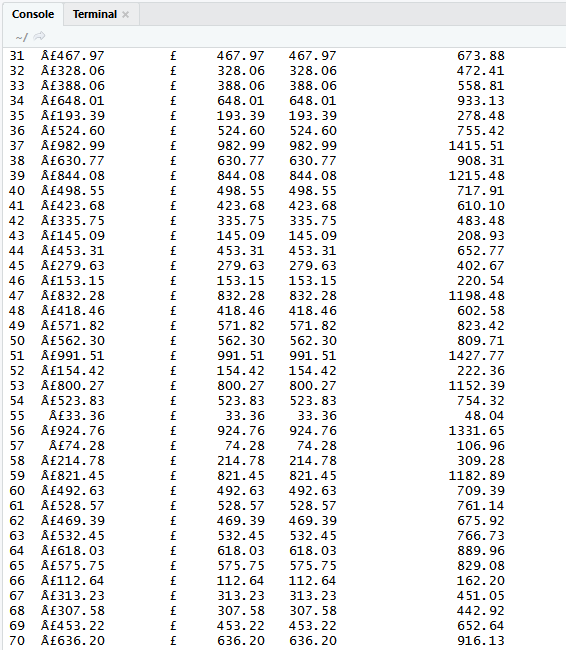 Console Terminal ×
~/
31 Â£467.97 £ 467.97 467.97 673.88
32 Â£328.06 £ 328.06 328.06 472.41
33 Â£388.06 £ 388.06 388.06 558.81
34 Â£648.01 £ 648.01 648.01 933.13
35 Â£193.39 £ 193.39 193.39 278.48
36 Â£524.60 £ 524.60 524.60 755.42
37 Â£982.99 £ 982.99 982.99 1415.51
38 Â£630.77 £ 630.77 630.77 908.31
39 Â£844.08 £ 844.08 844.08 1215.48
40 Â£498.55 £ 498.55 498.55 717.91
41 Â£423.68 £ 423.68 423.68 610.10
42 Â£335.75 £ 335.75 335.75 483.48
43 Â£145.09 £ 145.09 145.09 208.93
44 Â£453.31 £ 453.31 453.31 652.77
45 Â£279.63 £ 279.63 279.63 402.67
46 Â£153.15 £ 153.15 153.15 220.54
47 Â£832.28 £ 832.28 832.28 1198.48
48 Â£418.46 £ 418.46 418.46 602.58
49 Â£571.82 £ 571.82 571.82 823.42
50 Â£562.30 £ 562.30 562.30 809.71
51 Â£991.51 £ 991.51 991.51 1427.77
52 Â£154.42 £ 154.42 154.42 222.36
53 Â£800.27 £ 800.27 800.27 1152.39
54 Â£523.83 £ 523.83 523.83 754.32
55 Â£33.36 £ 33.36 33.36 48.04
56 Â£924.76 £ 924.76 924.76 1331.65
57 Â£74.28 £ 74.28 74.28 106.96
58 Â£214.78 £ 214.78 214.78 309.28
59 Â£821.45 £ 821.45 821.45 1182.89
60 Â£492.63 £ 492.63 492.63 709.39
61 Â£528.57 £ 528.57 528.57 761.14
62 Â£469.39 £ 469.39 469.39 675.92
63 Â£532.45 £ 532.45 532.45 766.73
64 Â£618.03 £ 618.03 618.03 889.96
65 Â£575.75 £ 575.75 575.75 829.08
66 Â£112.64 £ 112.64 112.64 162.20
67 Â£313.23 £ 313.23 313.23 451.05
68 Â£307.58 £ 307.58 307.58 442.92
69 Â£453.22 £ 453.22 453.22 652.64
70 Â£636.20 £ 636.20 636.20 916.13